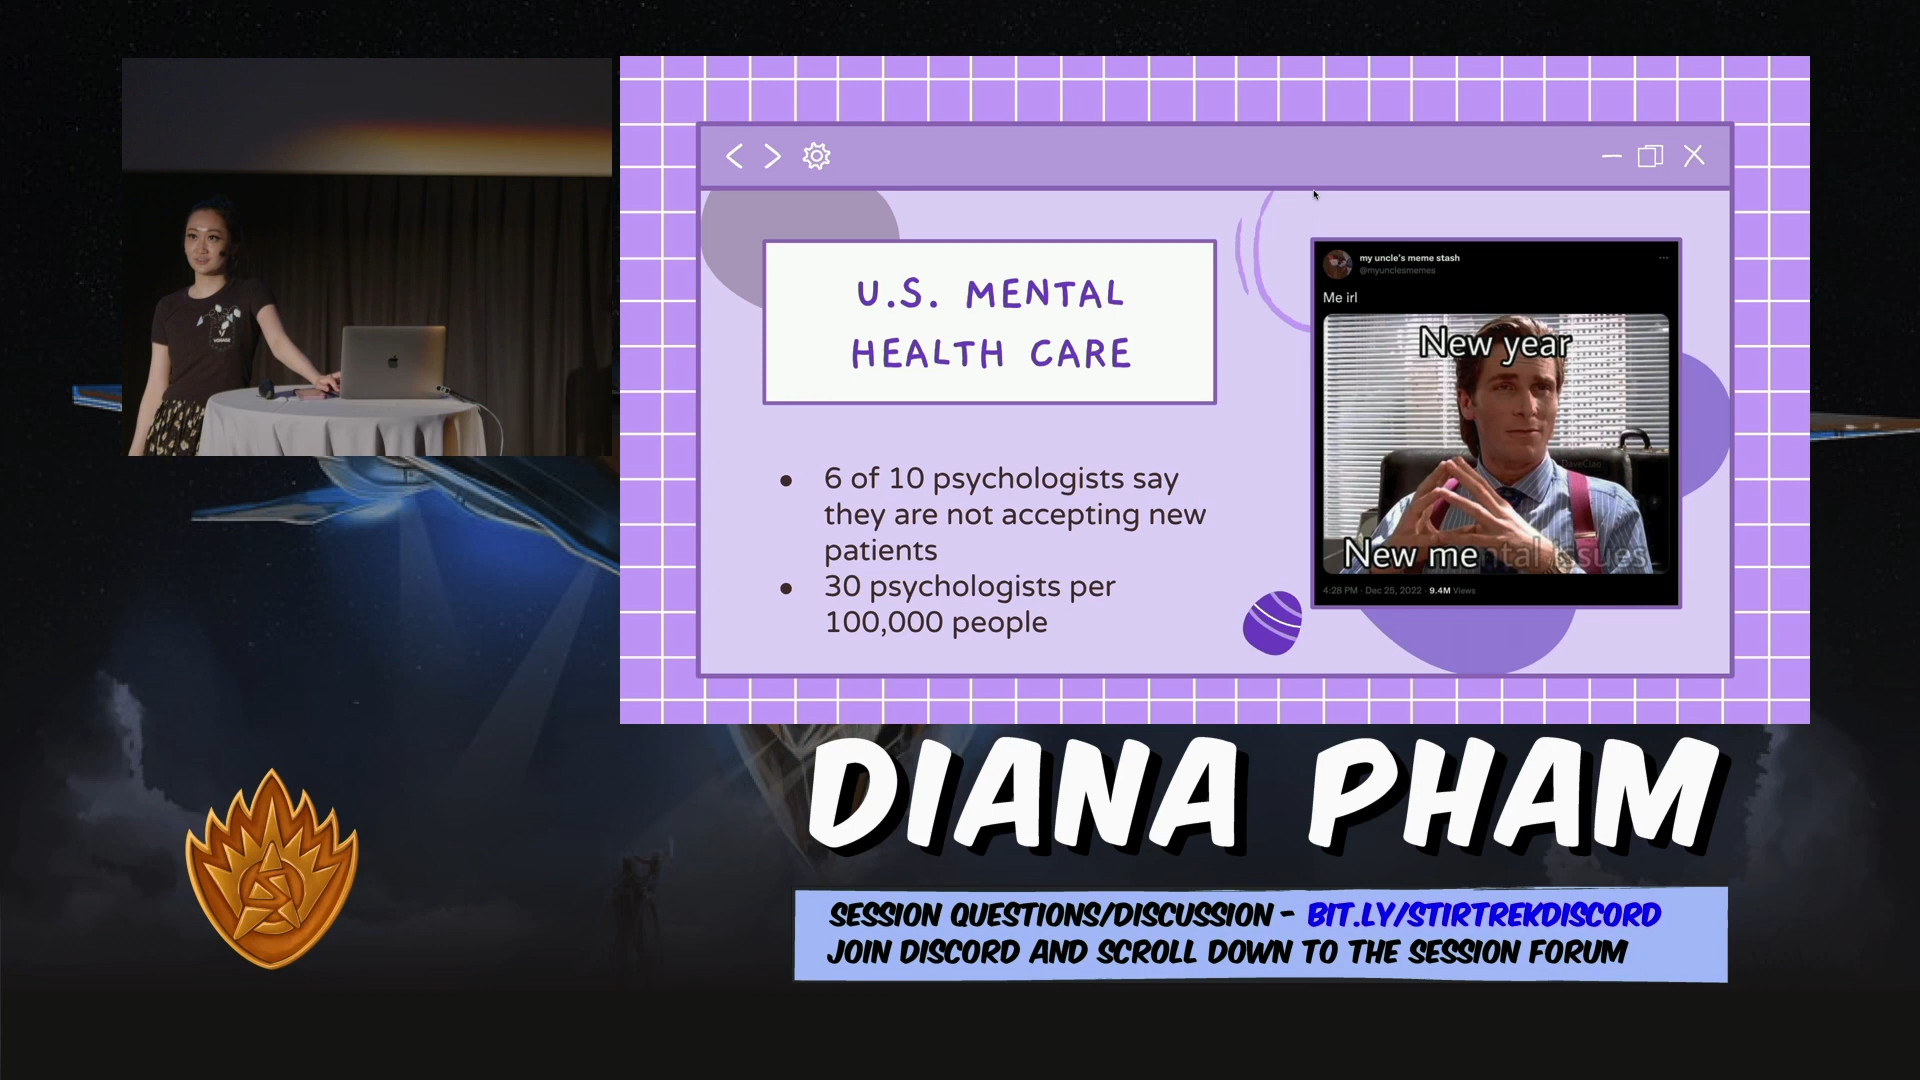 U.S. MENTAL
HEALTH CARE
6 of 10 psychologists say
they are not accepting new
patients
30 psychologists per
100,000 people
my uncle's meme stash
@myunclesmemes
Me irl
New year
New mental issues
4:28 PM · Dec 25, 2022 · 9.4M Views
DIANA PHAM
SESSION QUESTIONS/DISCUSSION - BIT.LY/STIRTREKDISCORD
JOIN DISCORD AND SCROLL DOWN TO THE SESSION FORUM